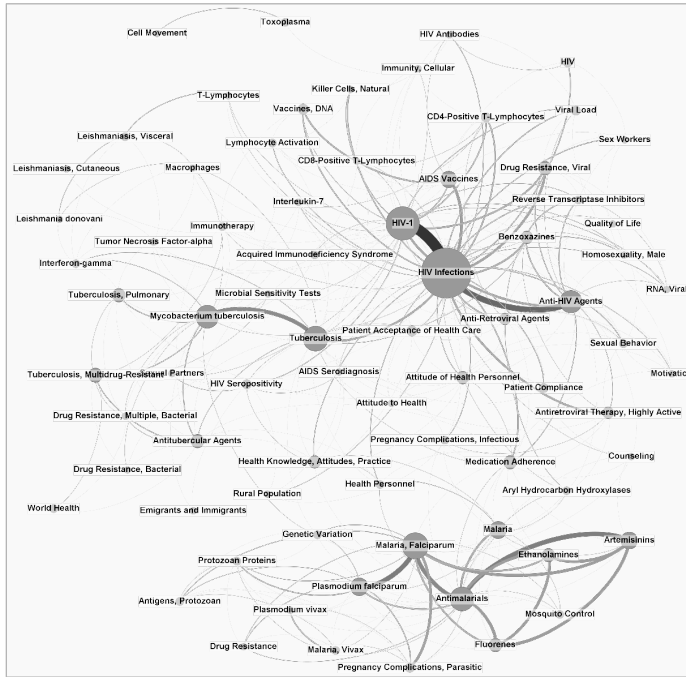 Toxoplasma
Cell Movement
HIV Antibodies
HIV
Immunity, Cellular
Killer Cells, Natural
T-Lymphocytes
Vaccines, DNA
Viral Load
CD4-Positive T-Lymphocytes
Leishmaniasis, Visceral
Lymphocyte Activation
Sex Workers
CD8-Positive T-Lymphocytes
Leishmaniasis, Cutaneous
Macrophages
Drug Resistance, Viral
AIDS Vaccines
Interleukin-7
Reverse Transcriptase Inhibitors
Leishmania donovani
Immunotherapy
HIV-1
Quality of Life
Tumor Necrosis Factor-alpha
Benzoxazines
Acquired Immunodeficiency Syndrome
Homosexuality, Male
Interferon-gamma
HIV Infections
Tuberculosis, Pulmonary
Microbial Sensitivity Tests
RNA, Viral
Anti-HIV Agents
Mycobacterium tuberculosis
Anti-Retroviral Agents
Patient Acceptance of Health Care
Tuberculosis
Sexual Behavior
Tuberculosis, Multidrug-Resistant
Partners
AIDS Serodiagnosis
Motivatio
HIV Seropositivity
Attitude of Health Personnel
Patient Compliance
Attitude to Health
Drug Resistance, Multiple, Bacterial
Antiretroviral Therapy, Highly Active
Antitubercular Agents
Pregnancy Complications, Infectious
Counseling
Drug Resistance, Bacterial
Health Knowledge, Attitudes, Practice
Medication Adherence
Health Personnel
Rural Population
Aryl Hydrocarbon Hydroxylases
World Health
Emigrants and Immigrants
Genetic Variation
Malaria
Malaria, Falciparum
Artemisinins
Ethanolamines
Protozoan Proteins
Plasmodium falciparum
Antigens, Protozoan
Antimalarials
Plasmodium vivax
Mosquito Control
Drug Resistance
Malaria, Vivax
Fluorenes
Pregnancy Complications, Parasitic